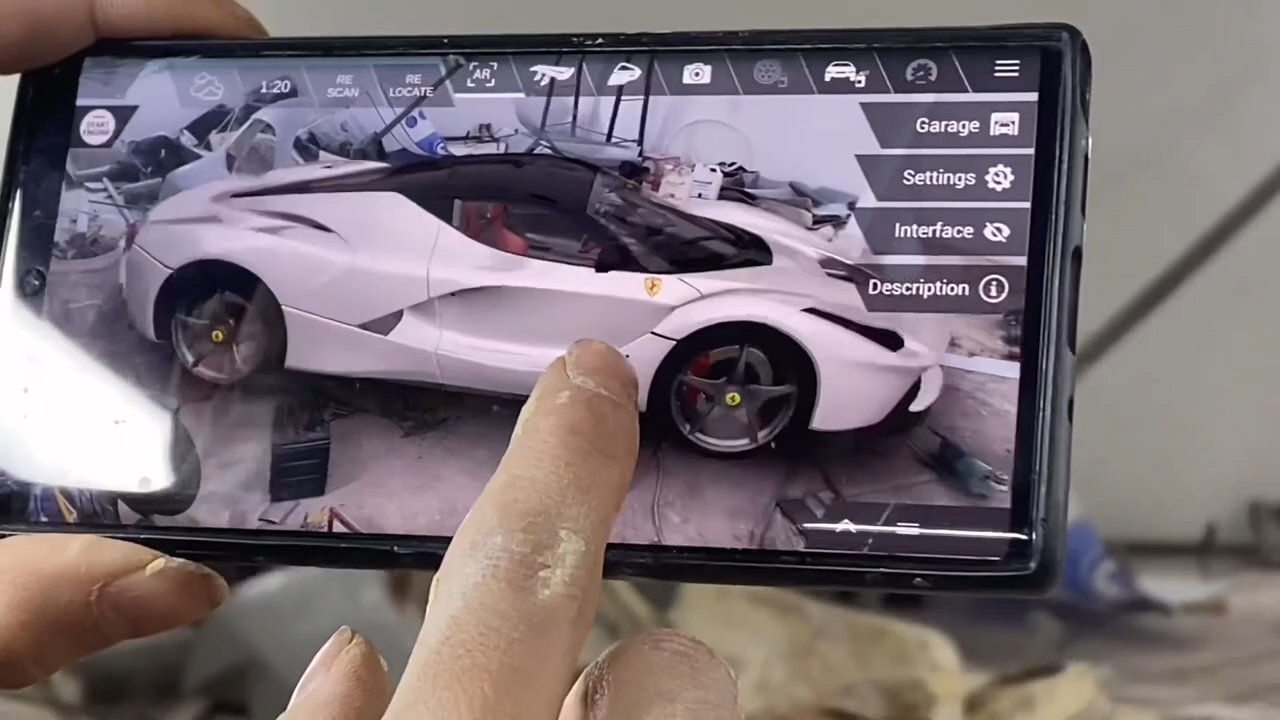 START
ENGINE
1:20
RE
SCAN
RE
LOCATE
AR
Garage
Settings
Interface
Description